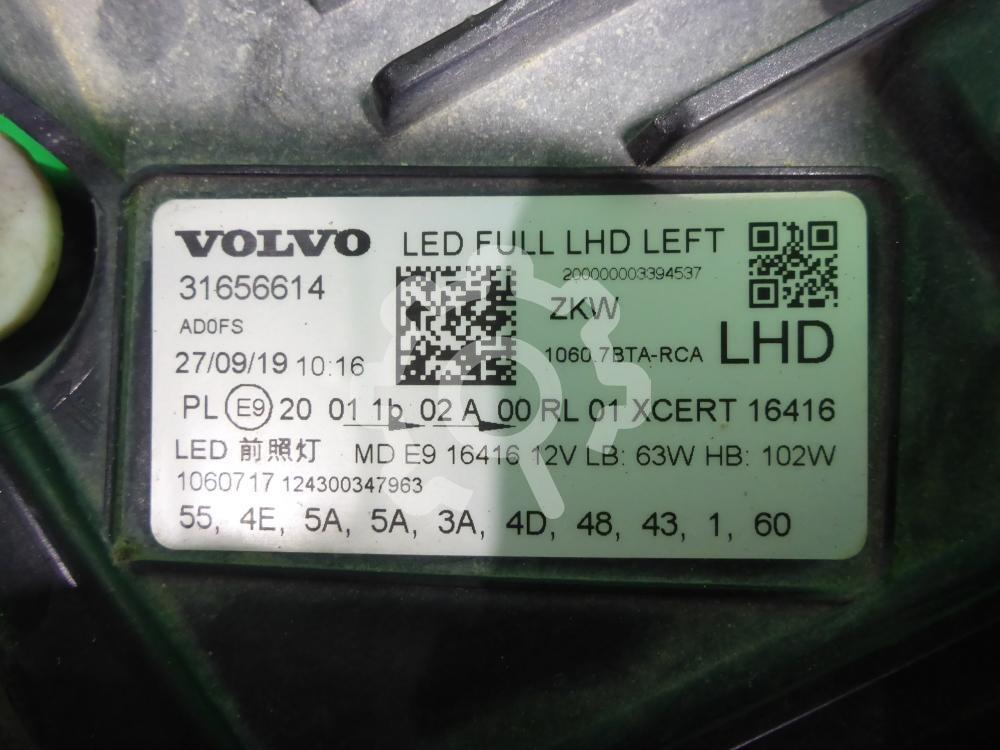 VOLVO LED FULL LHD LEFT
200000003394537
31656614
ZKW
AD0FS
1060.7BTA-RCA LHD
27/09/19 10:16
PL E9 20 01 1b 02 A 00 RL 01 XCERT 16416
LED 前照灯 MD E9 16416 12V LB: 63W HB: 102W
1060717 124300347963
55, 4E, 5A, 5A, 3A, 4D, 48, 43, 1, 60